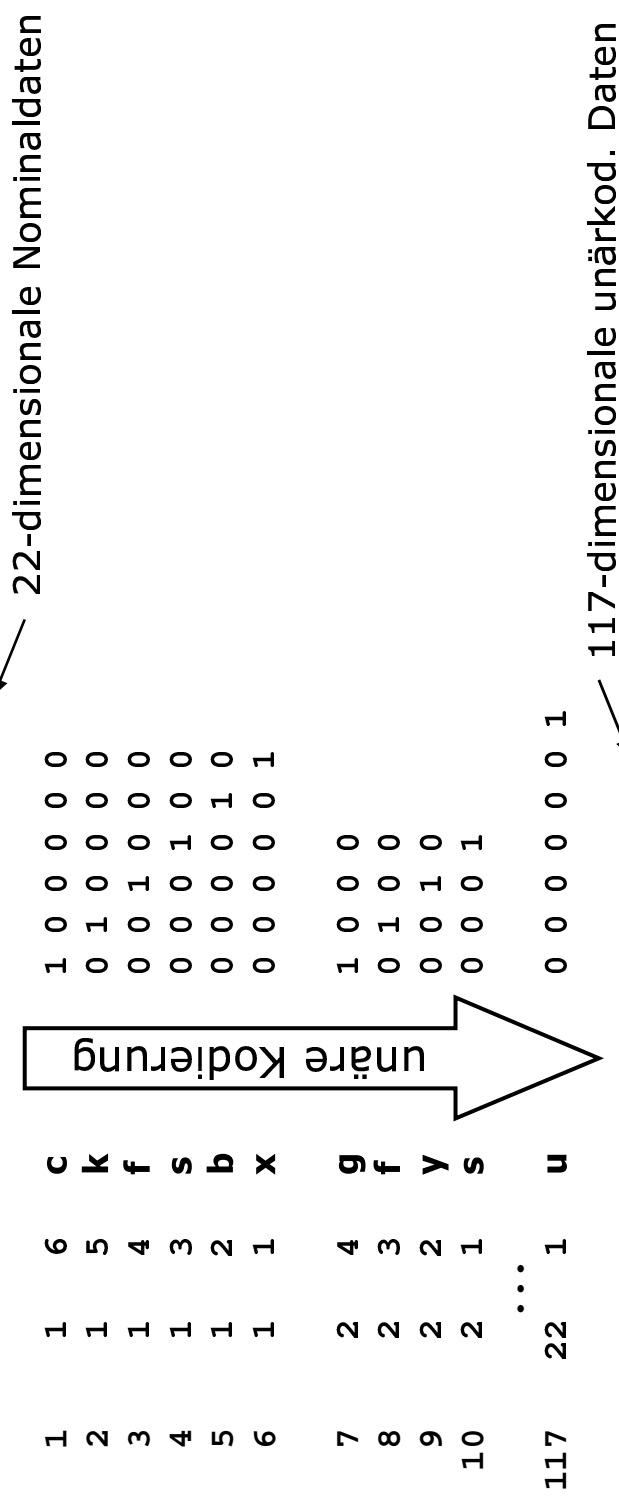 22-dimensionale Nominaldaten
1 1 6 c 1 0 0 0 0 0
2 1 5 k 0 1 0 0 0 0
3 1 4 f 0 0 1 0 0 0
4 1 3 s 0 0 0 1 0 0
5 1 2 b 0 0 0 0 1 0
6 1 1 x 0 0 0 0 0 1
unäre Kodierung
7 2 4 g 1 0 0 0
8 2 3 f 0 1 0 0
9 2 2 y 0 0 1 0
10 2 1 s 0 0 0 1
...
117 22 1 u 0 0 0 0 0 0 1
117-dimensionale unärkod. Daten